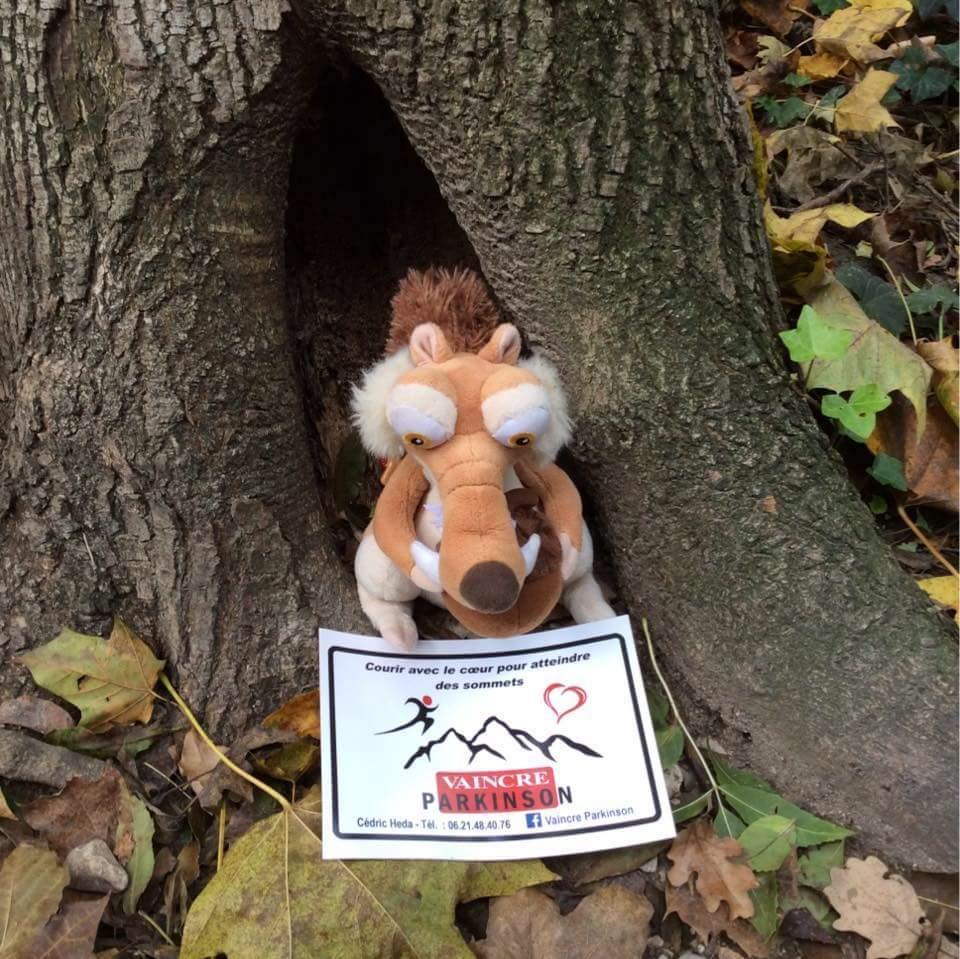 Courir avec le cœur pour atteindre
des sommets
VAINCRE
PARKINSON
Cédric Heda - Tél. : 06.21.48.40.76 f Vaincre Parkinson